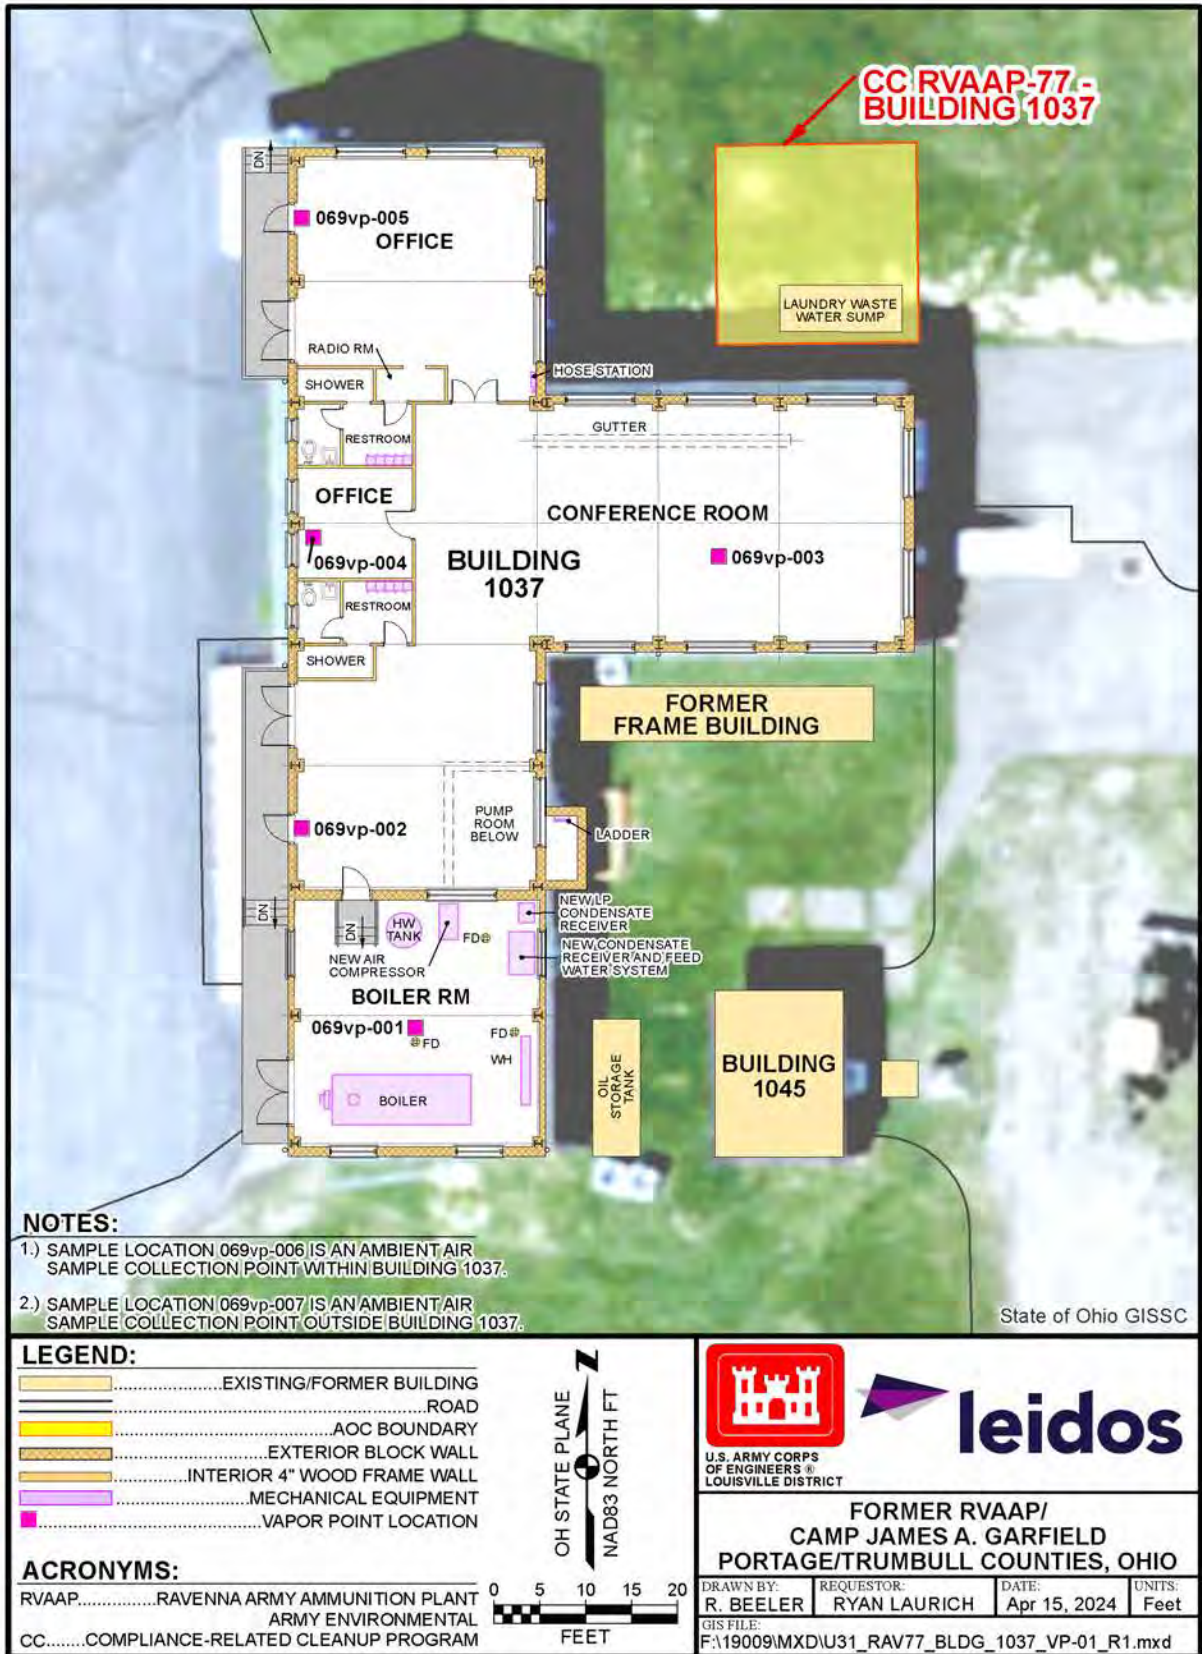 CC RVAAP-77 -
BUILDING 1037
DN
069vp-005
OFFICE
LAUNDRY WASTE
WATER SUMP
RADIO RM
HOSE STATION
SHOWER
GUTTER
RESTROOM
OFFICE
CONFERENCE ROOM
069vp-004
BUILDING
1037
069vp-003
RESTROOM
SHOWER
FORMER
FRAME BUILDING
PUMP
ROOM
BELOW
069vp-002
LADDER
DN
DN
HW
TANK
FD
NEW LP
CONDENSATE
RECEIVER
NEW AIR
COMPRESSOR
NEW CONDENSATE
RECEIVER AND FEED
WATER SYSTEM
BOILER RM
069vp-001
FD
FD
WH
BOILER
OIL
STORAGE
TANK
BUILDING
1045
NOTES:
1.) SAMPLE LOCATION 069vp-006 IS AN AMBIENT AIR
SAMPLE COLLECTION POINT WITHIN BUILDING 1037.
2.) SAMPLE LOCATION 069vp-007 IS AN AMBIENT AIR
SAMPLE COLLECTION POINT OUTSIDE BUILDING 1037.
State of Ohio GISSC
LEGEND:
EXISTING/FORMER BUILDING
ROAD
AOC BOUNDARY
EXTERIOR BLOCK WALL
INTERIOR 4" WOOD FRAME WALL
MECHANICAL EQUIPMENT
VAPOR POINT LOCATION
ACRONYMS:
RVAAP..............RAVENNA ARMY AMMUNITION PLANT
ARMY ENVIRONMENTAL
CC........COMPLIANCE-RELATED CLEANUP PROGRAM
Z
OH STATE PLANE
NAD83 NORTH FT
0 5 10 15 20
FEET
U.S. ARMY CORPS
OF ENGINEERS ®
LOUISVILLE DISTRICT
leidos
FORMER RVAAP/
CAMP JAMES A. GARFIELD
PORTAGE/TRUMBULL COUNTIES, OHIO
DRAWN BY:
R. BEELER
REQUESTOR:
RYAN LAURICH
DATE:
Apr 15, 2024
UNITS:
Feet
GIS FILE:
F:\19009\MXD\U31_RAV77_BLDG_1037_VP-01_R1.mxd